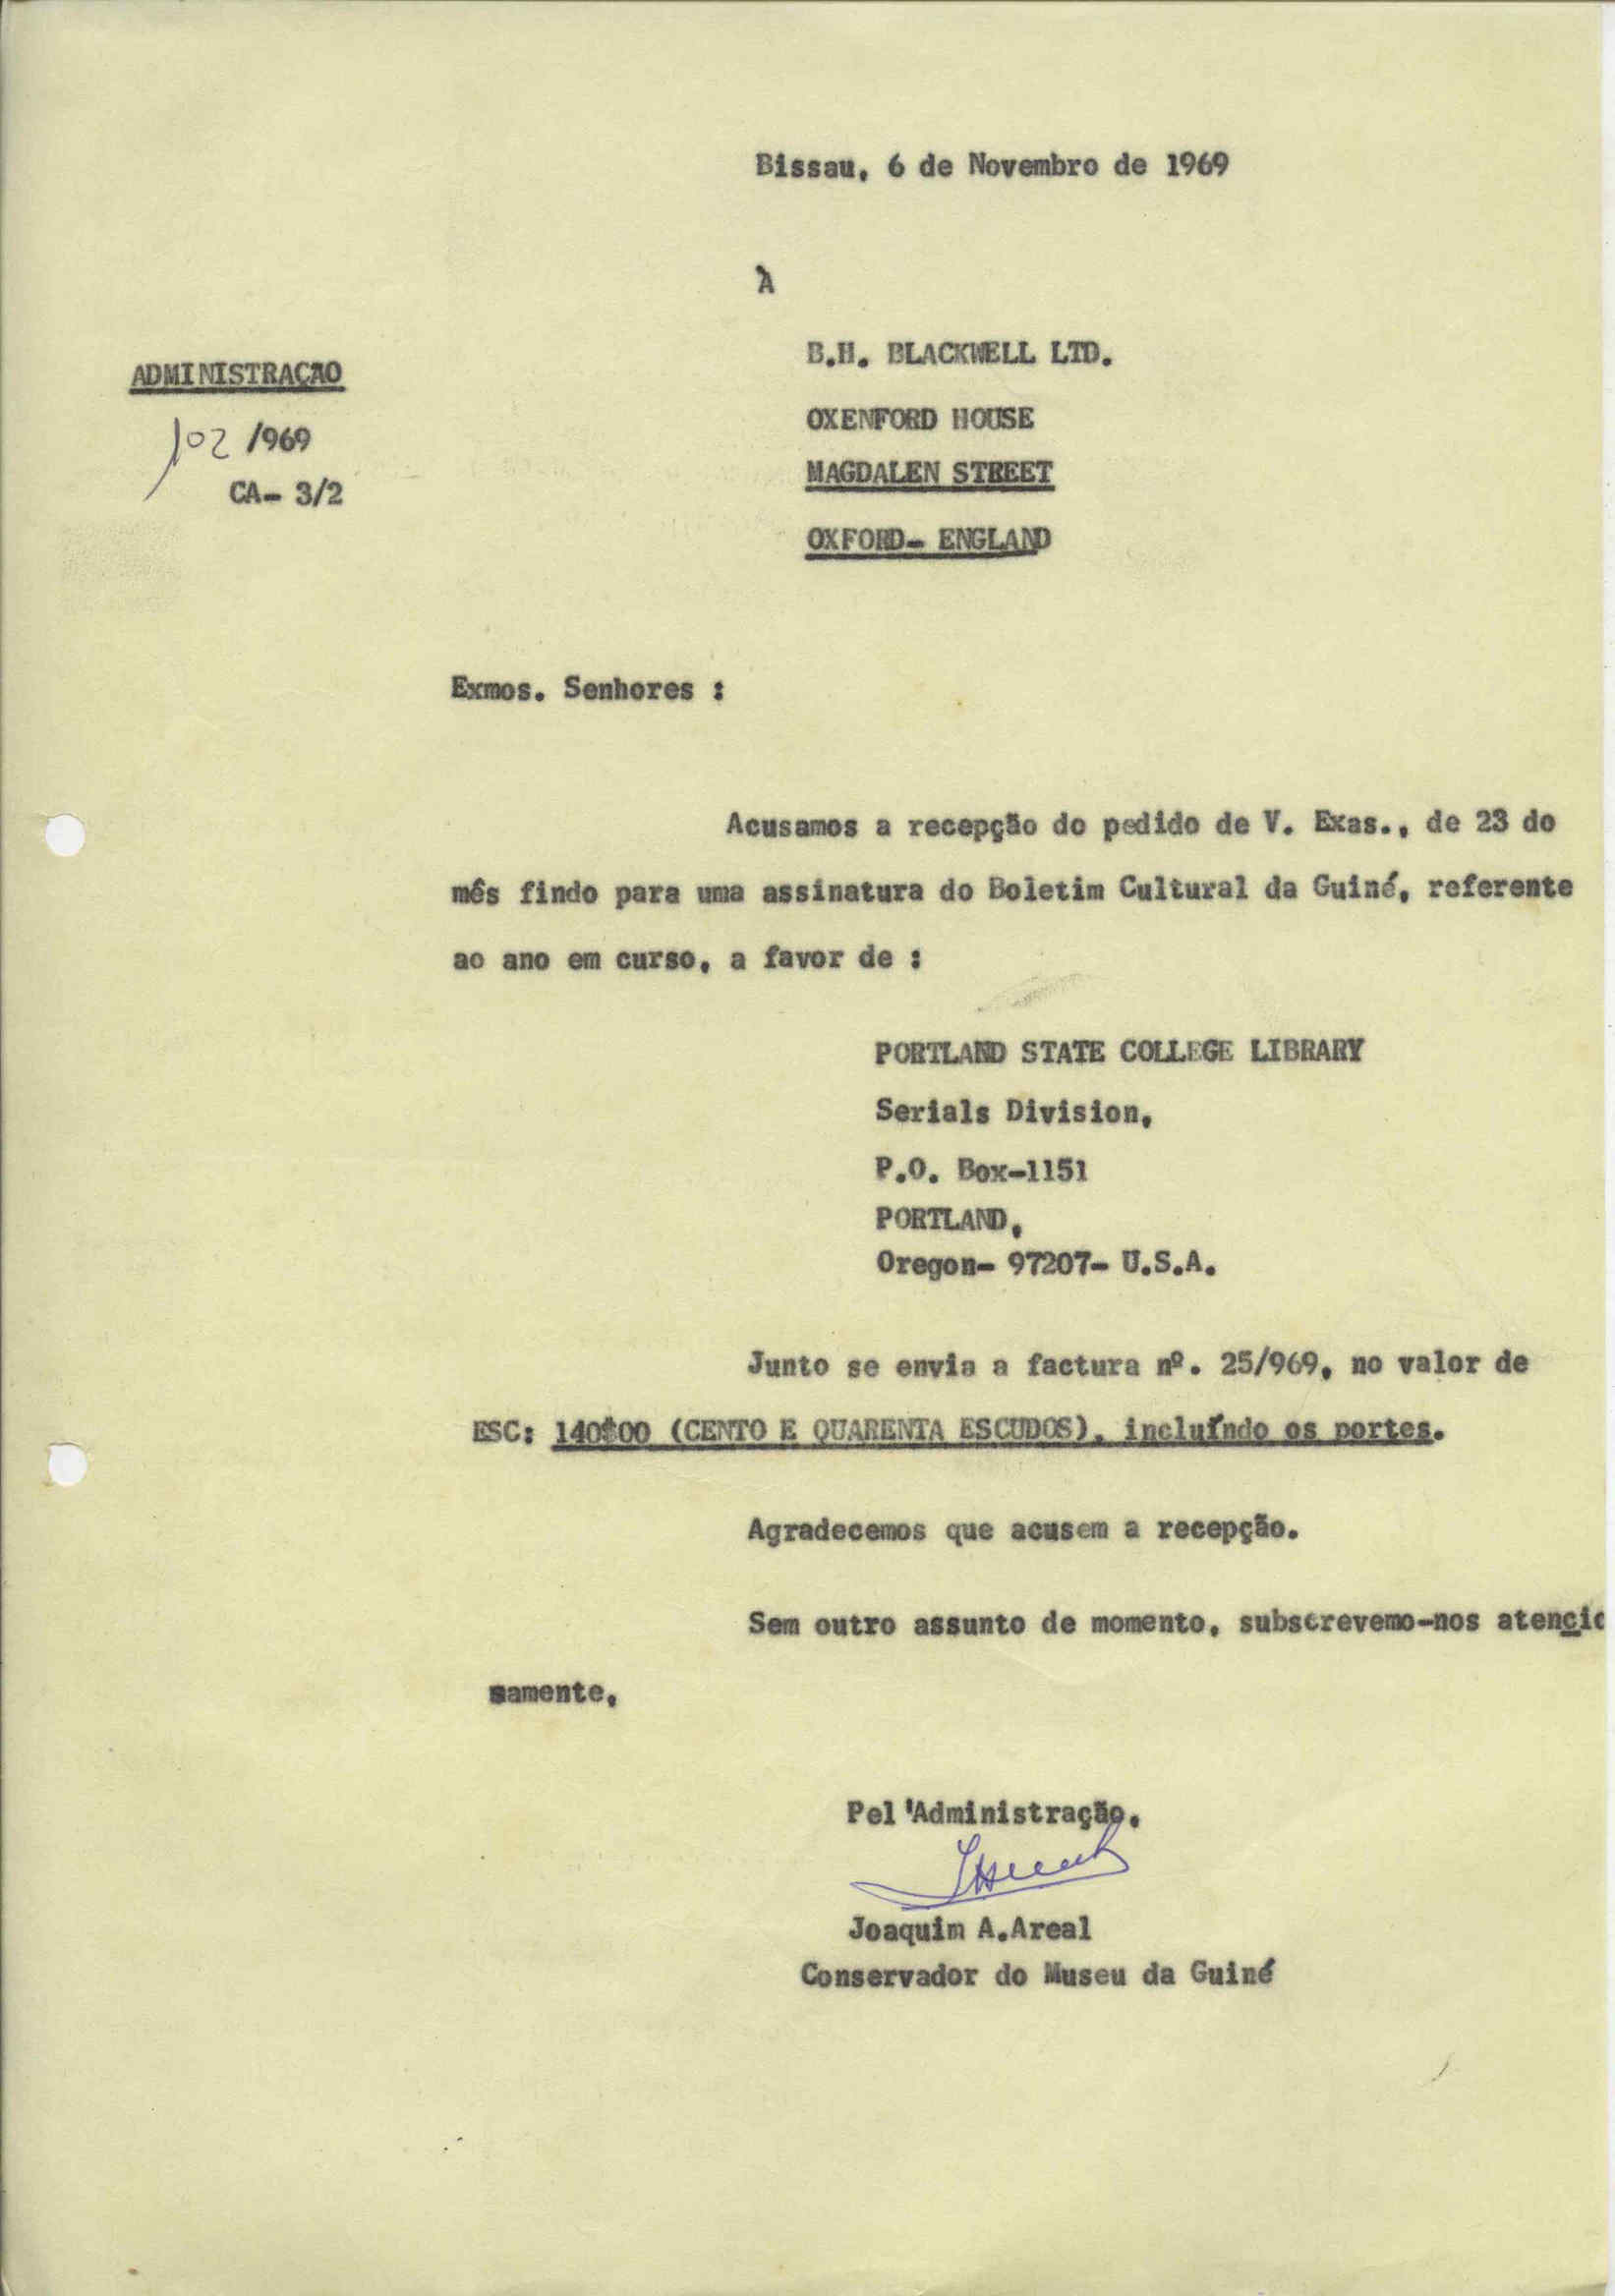 Bissau, 6 de Novembro de 1969
À
B.H. BLACKWELL LTD.
ADMINISTRAÇÃO
OXENFORD HOUSE
102 /969
MAGDALEN STREET
CA- 3/2
OXFORD- ENGLAND
Exmos. Senhores :
Acusamos a recepção do pedido de V. Exas., de 23 do
mês findo para uma assinatura do Boletim Cultural da Guiné, referente
ao ano em curso, a favor de :
PORTLAND STATE COLLEGE LIBRARY
Serials Division,
P.O. Box-1151
PORTLAND,
Oregon- 97207- U.S.A.
Junto se envia a factura nº. 25/969, no valor de
ESC: 140$00 (CENTO E QUARENTA ESCUDOS), incluíndo os portes.
Agradecemos que acusem a recepção.
Sem outro assunto de momento, subscrevemo-nos atencio
samente,
Pel'Administração,
Joaquim A.Areal
Conservador do Museu da Guiné